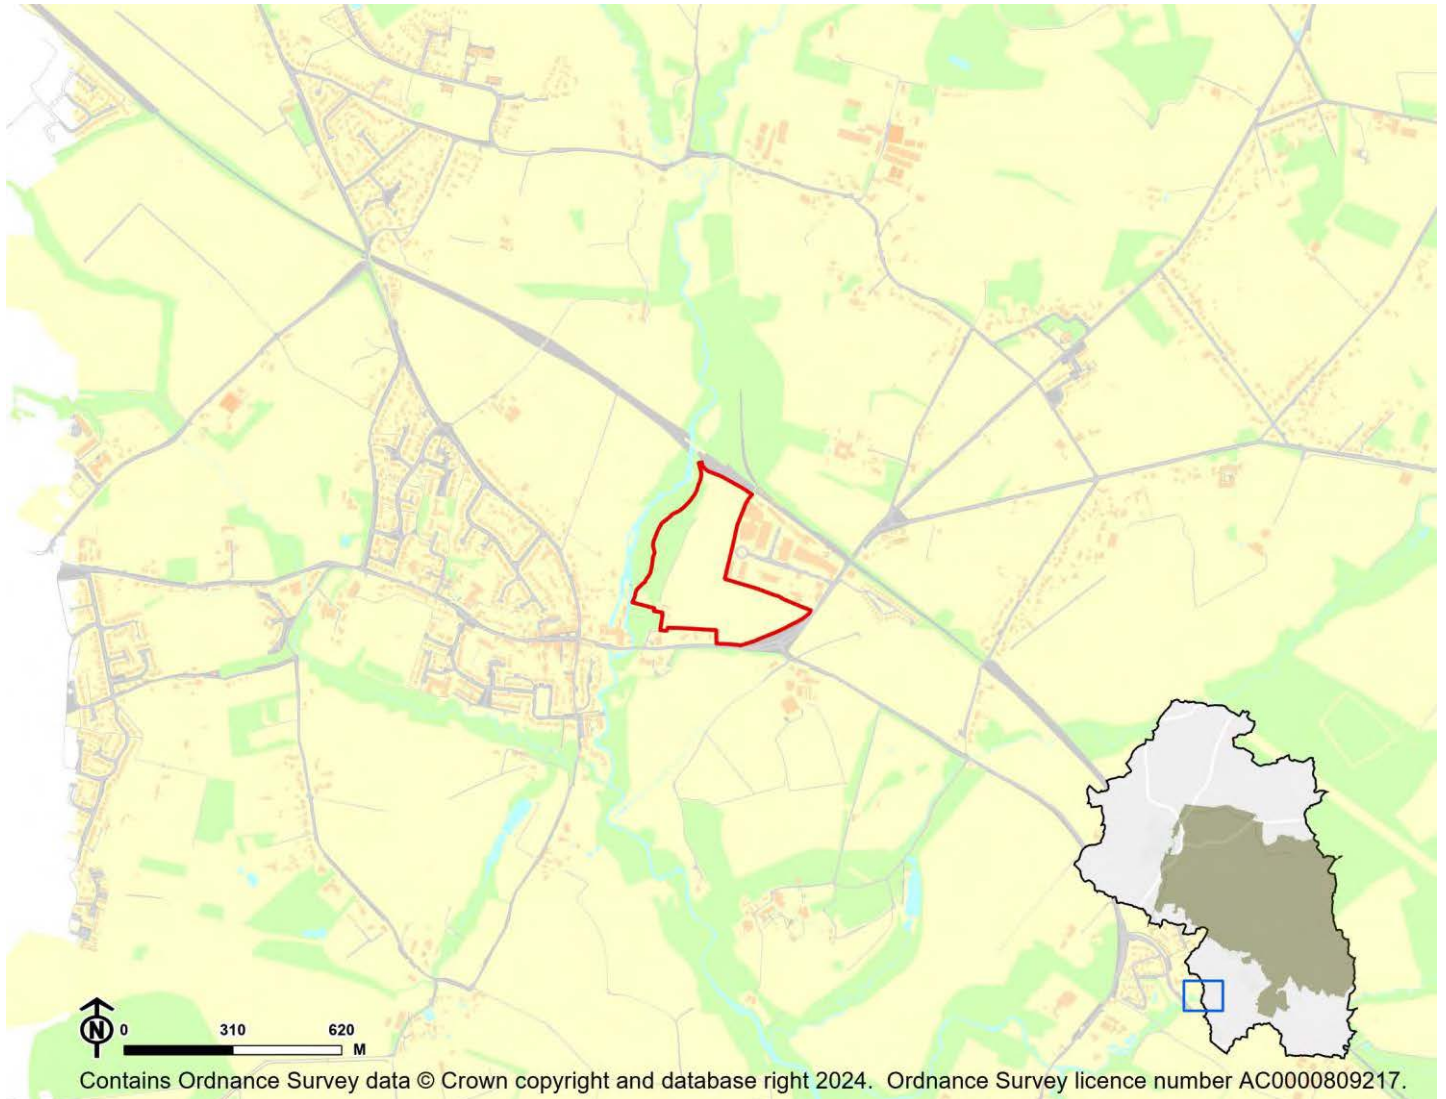 N
0 310 620
M
Contains Ordnance Survey data © Crown copyright and database right 2024. Ordnance Survey licence number AC0000809217.